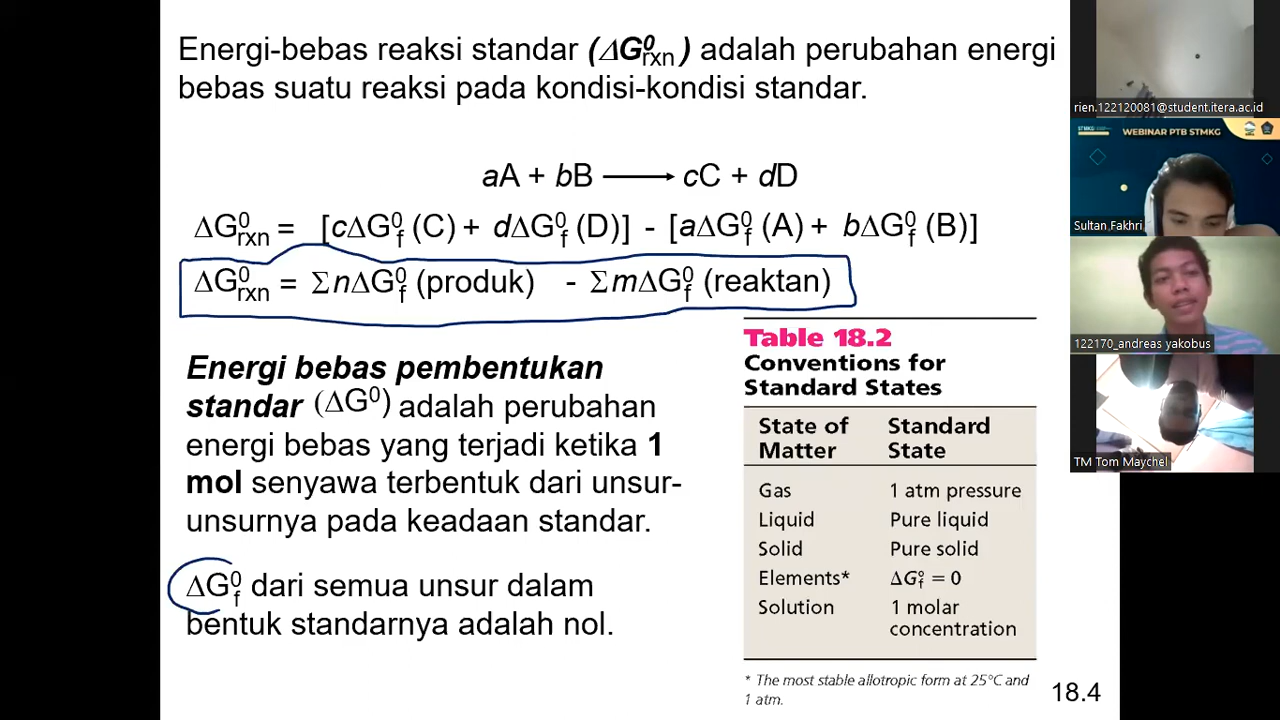 Energi-bebas reaksi standar (ΔG⁰rxn) adalah perubahan energi
bebas suatu reaksi pada kondisi-kondisi standar.
aA + bB ⟶ cC + dD
ΔG⁰rxn = [cΔG⁰f (C) + dΔG⁰f (D)] - [aΔG⁰f (A) + bΔG⁰f (B)]
ΔG⁰rxn = ΣnΔG⁰f (produk) - ΣmΔG⁰f (reaktan)
Energi bebas pembentukan
standar (ΔG⁰) adalah perubahan
energi bebas yang terjadi ketika 1
mol senyawa terbentuk dari unsur-
unsurnya pada keadaan standar.
ΔG⁰f dari semua unsur dalam
bentuk standarnya adalah nol.
Table 18.2
Conventions for
Standard States
State of Matter Standard State
Gas 1 atm pressure
Liquid Pure liquid
Solid Pure solid
Elements* ΔG°f = 0
Solution 1 molar
concentration
* The most stable allotropic form at 25°C and
1 atm.
18.4
rien.122120081@student.itera.ac.id
WEBINAR PTB STMKG
Sultan Fakhri
122170_andreas yakobus
TM Tom Maychel